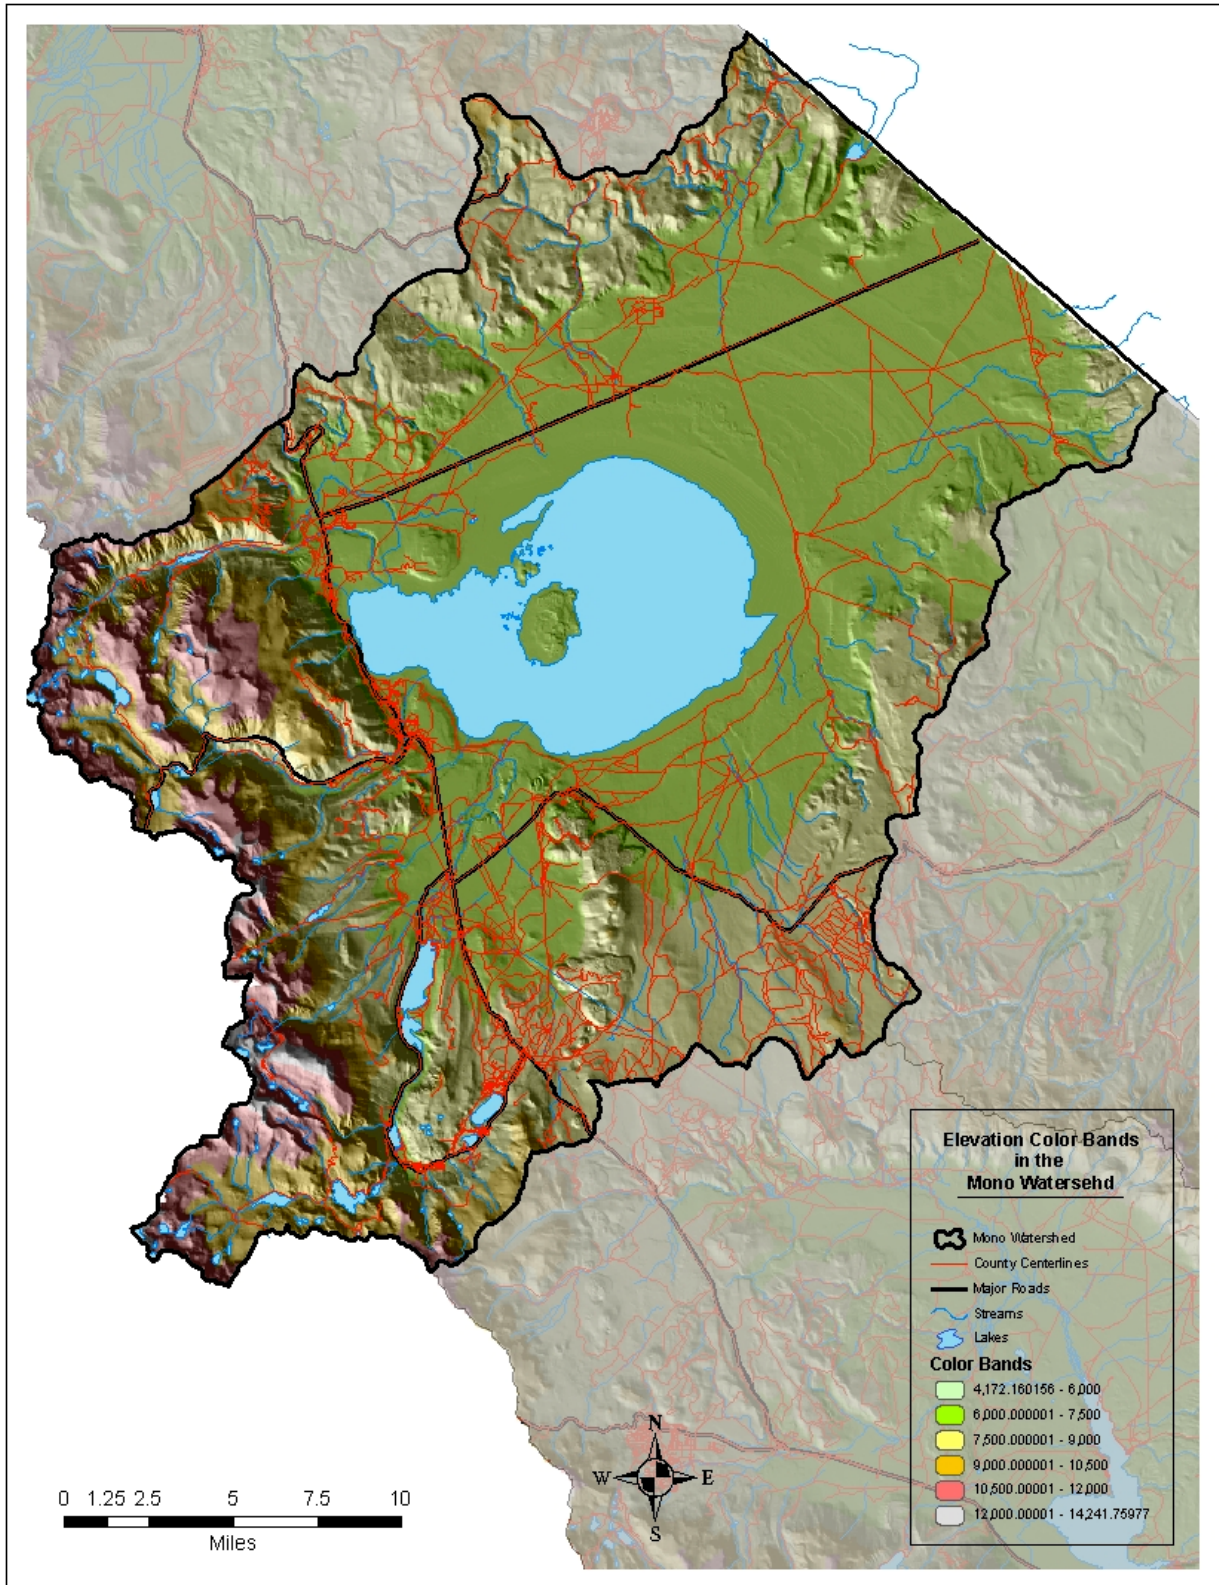 Elevation Color Bands
in the
Mono Watersehd
Mono Watershed
County Centerlines
Major Roads
Streams
Lakes
Color Bands
4,172.160156 - 6,000
6,000.000001 - 7,500
7,500.000001 - 9,000
9,000.000001 - 10,500
10,500.00001 - 12,000
12,000.00001 - 14,241.75977
N
W E
S
0 1.25 2.5 5 7.5 10
Miles